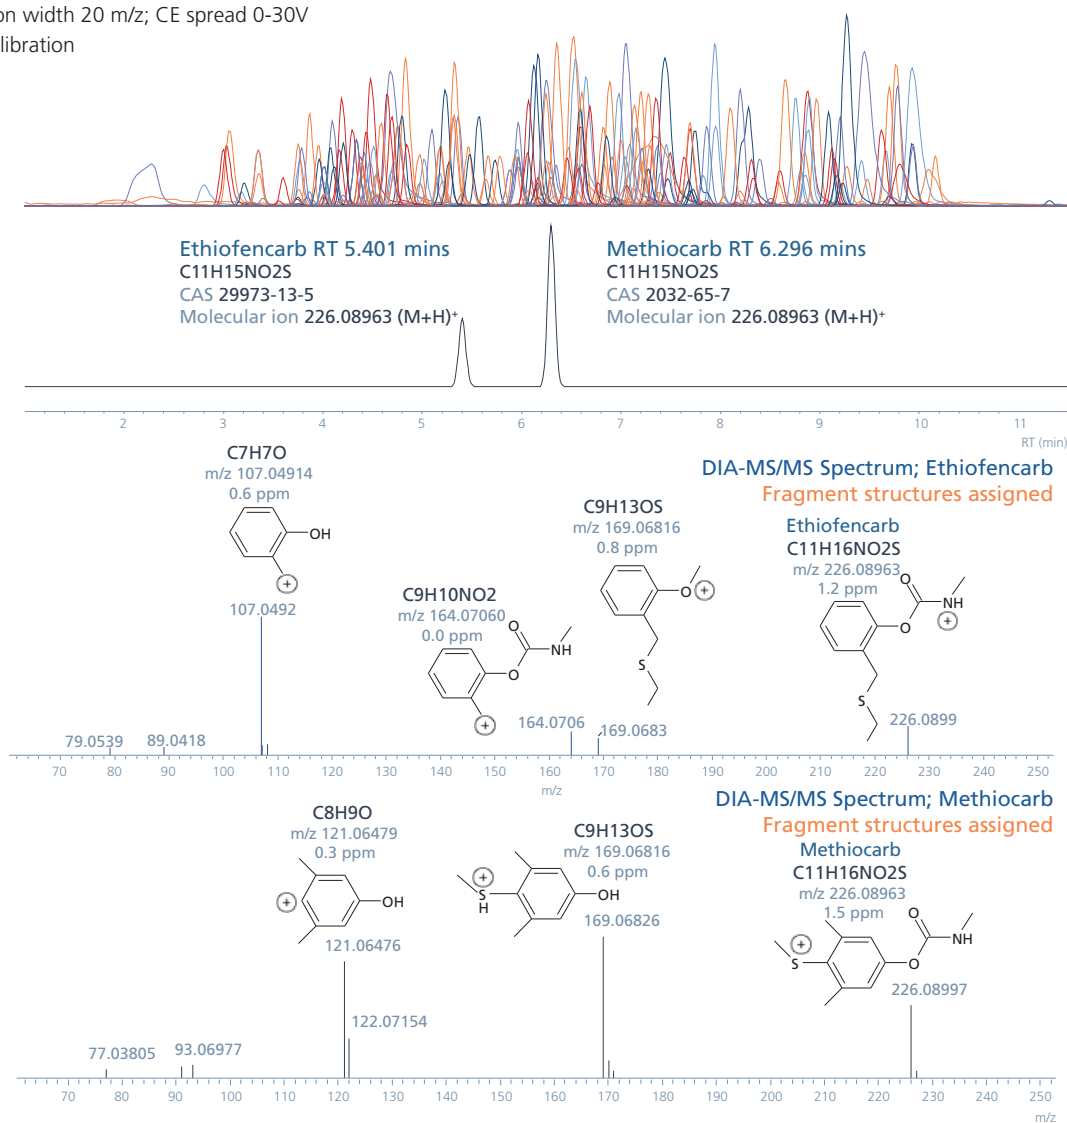 on width 20 m/z; CE spread 0-30V
libration
Ethiofencarb RT 5.401 mins
C11H15NO2S
CAS 29973-13-5
Molecular ion 226.08963 (M+H)+
Methiocarb RT 6.296 mins
C11H15NO2S
CAS 2032-65-7
Molecular ion 226.08963 (M+H)+
2 3 4 5 6 7 8 9 10 11
RT (min)
DIA-MS/MS Spectrum; Ethiofencarb
Fragment structures assigned
C7H7O
m/z 107.04914
0.6 ppm
OH
+
107.0492
C9H10NO2
m/z 164.07060
0.0 ppm
O
NH
O
+
C9H13OS
m/z 169.06816
0.8 ppm
O +
S
Ethiofencarb
C11H16NO2S
m/z 226.08963
1.2 ppm
O
NH
+
O
S
79.0539
89.0418
164.0706
169.0683
226.0899
70 80 90 100 110 120 130 140 150 160 170 180 190 200 210 220 230 240 250
m/z
DIA-MS/MS Spectrum; Methiocarb
Fragment structures assigned
C8H9O
m/z 121.06479
0.3 ppm
+
OH
121.06476
122.07154
C9H13OS
m/z 169.06816
0.6 ppm
+
S
H
OH
169.06826
Methiocarb
C11H16NO2S
m/z 226.08963
1.5 ppm
+
S
O
O
NH
226.08997
77.03805
93.06977
70 80 90 100 110 120 130 140 150 160 170 180 190 200 210 220 230 240 250
m/z